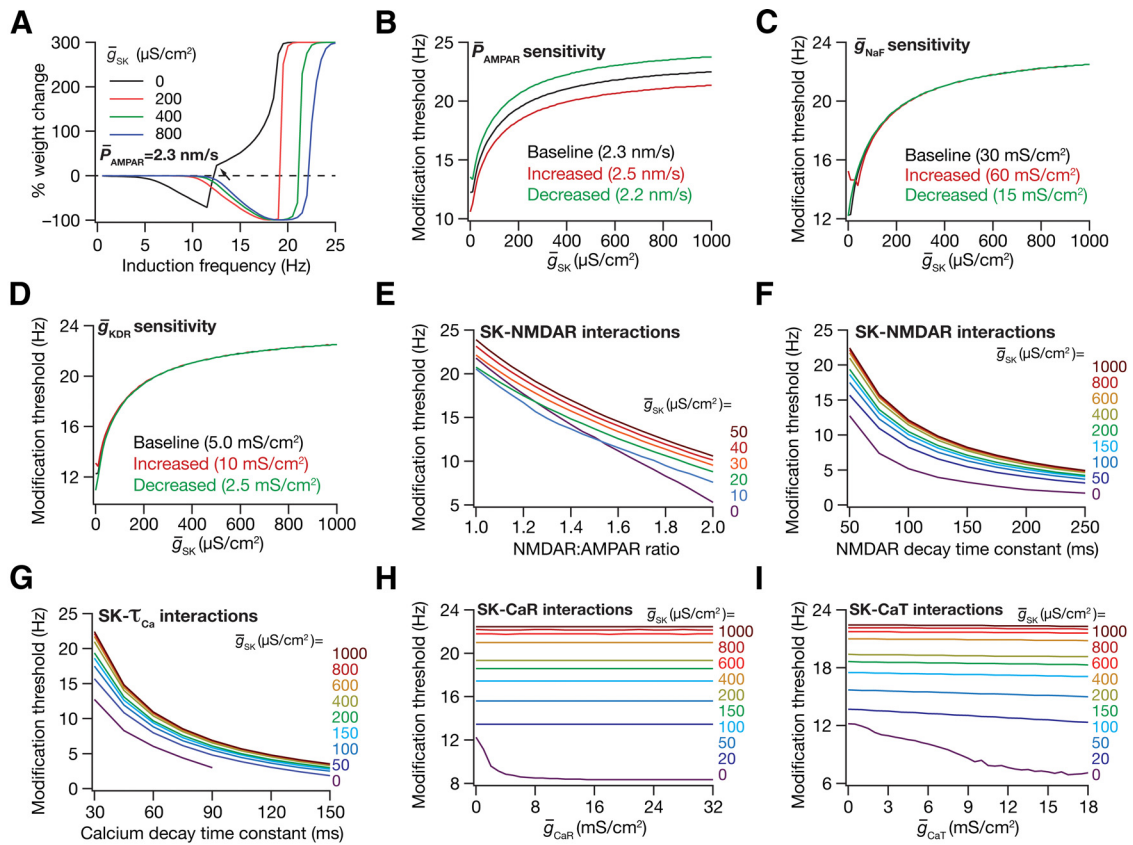 A
ḡSK (μS/cm²)
0
200
400
800
P̄AMPAR=2.3 nm/s
% weight change
300
200
100
0
−100
0
5
10
15
20
25
Induction frequency (Hz)
B
P̄AMPAR sensitivity
Modification threshold (Hz)
25
20
15
10
Baseline (2.3 nm/s)
Increased (2.5 nm/s)
Decreased (2.2 nm/s)
0
200
400
600
800
1000
ḡSK (μS/cm²)
C
ḡNaF sensitivity
Modification threshold (Hz)
24
20
16
12
Baseline (30 mS/cm²)
Increased (60 mS/cm²)
Decreased (15 mS/cm²)
0
200
400
600
800
1000
ḡSK (μS/cm²)
D
ḡKDR sensitivity
Modification threshold (Hz)
24
20
16
12
Baseline (5.0 mS/cm²)
Increased (10 mS/cm²)
Decreased (2.5 mS/cm²)
0
200
400
600
800
1000
ḡSK (μS/cm²)
E
SK-NMDAR interactions
Modification threshold (Hz)
25
20
15
10
5
ḡSK (μS/cm²)=
50
40
30
20
10
0
1.0
1.2
1.4
1.6
1.8
2.0
NMDAR:AMPAR ratio
F
SK-NMDAR interactions
Modification threshold (Hz)
25
20
15
10
5
0
ḡSK (μS/cm²)=
1000
800
600
400
200
150
100
50
0
50
100
150
200
250
NMDAR decay time constant (ms)
G
SK-τCa interactions
Modification threshold (Hz)
25
20
15
10
5
0
ḡSK (μS/cm²)=
1000
800
600
400
200
150
100
50
0
30
60
90
120
150
Calcium decay time constant (ms)
H
SK-CaR interactions
Modification threshold (Hz)
24
20
16
12
8
ḡSK (μS/cm²)=
1000
800
600
400
200
150
100
50
20
0
0
8
16
24
32
ḡCaR (mS/cm²)
I
SK-CaT interactions
Modification threshold (Hz)
24
18
12
6
ḡSK (μS/cm²)=
1000
800
600
400
200
150
100
50
20
0
0
3
6
9
12
15
18
ḡCaT (mS/cm²)